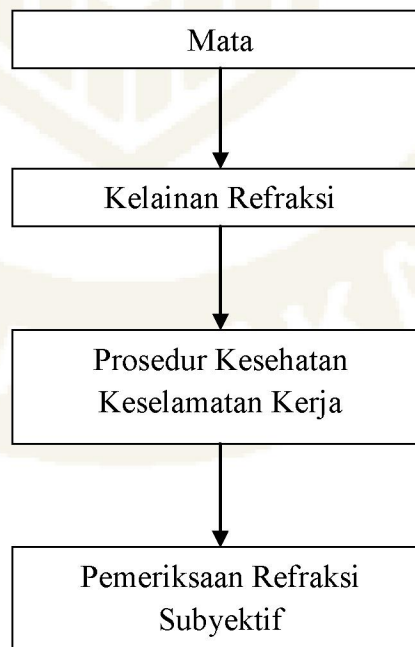 Mata
Kelainan Refraksi
Prosedur Kesehatan
Keselamatan Kerja
Pemeriksaan Refraksi
Subyektif